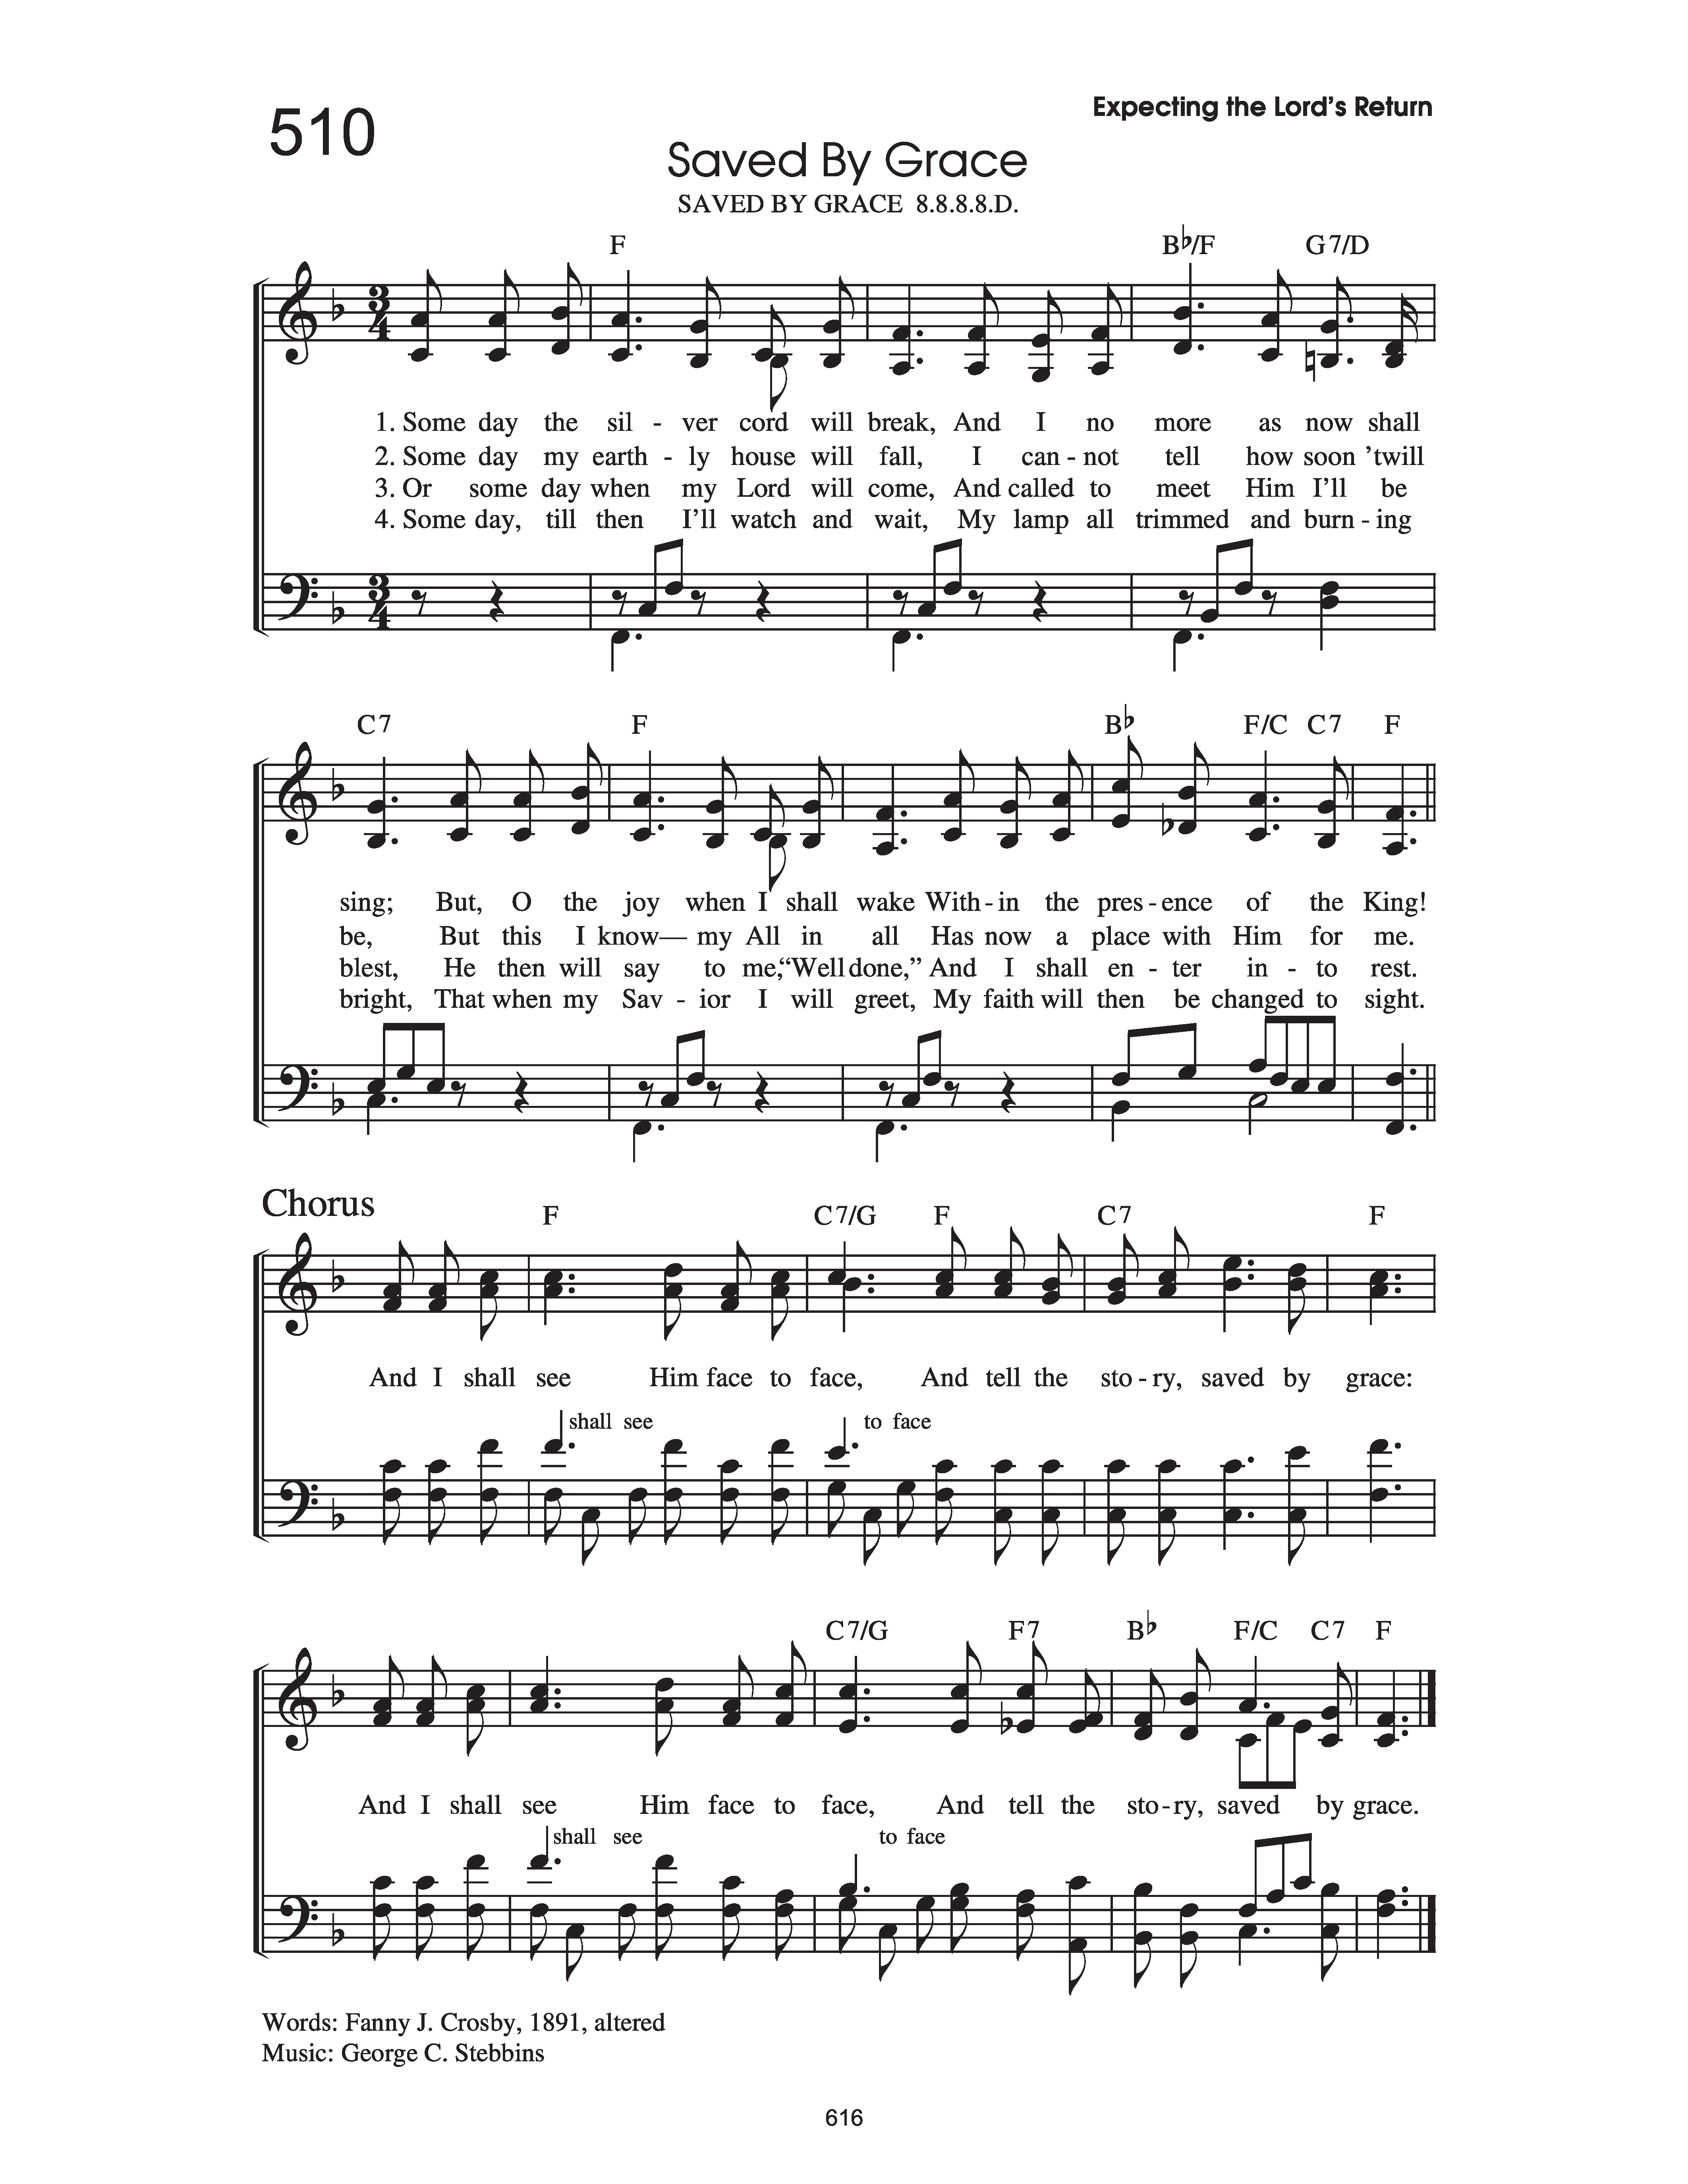 510
Expecting the Lord's Return
Saved By Grace
SAVED BY GRACE 8.8.8.8.D.
F B♭/F G7/D
1. Some day the sil - ver cord will break, And I no more as now shall
2. Some day my earth - ly house will fall, I can - not tell how soon 'twill
3. Or some day when my Lord will come, And called to meet Him I'll be
4. Some day, till then I'll watch and wait, My lamp all trimmed and burn - ing
C7 F B♭ F/C C7 F
sing; But, O the joy when I shall wake With - in the pres - ence of the King!
be, But this I know— my All in all Has now a place with Him for me.
blest, He then will say to me, “Well done,” And I shall en - ter in - to rest.
bright, That when my Sav - ior I will greet, My faith will then be changed to sight.
Chorus
F C7/G F C7 F
And I shall see Him face to face, And tell the sto - ry, saved by grace:
shall see to face
C7/G F7 B♭ F/C C7 F
And I shall see Him face to face, And tell the sto - ry, saved by grace.
shall see to face
Words: Fanny J. Crosby, 1891, altered
Music: George C. Stebbins
616